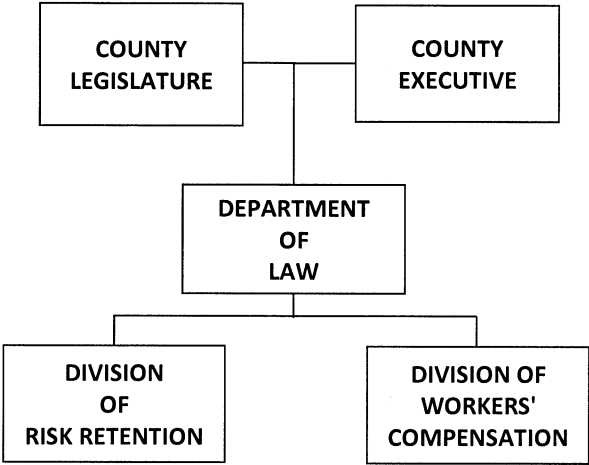 COUNTY
LEGISLATURE
COUNTY
EXECUTIVE
DEPARTMENT
OF
LAW
DIVISION
OF
RISK RETENTION
DIVISION OF
WORKERS'
COMPENSATION